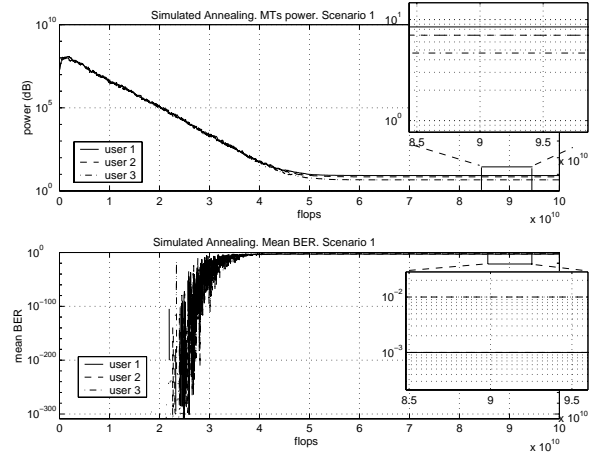 Simulated Annealing. MTs power. Scenario 1
10^10
10^5
10^0
power (dB)
user 1
user 2
user 3
0 1 2 3 4 5 6 7 8 9 10
flops
x 10^10
10^1
10^0
8.5 9 9.5
x 10^10
Simulated Annealing. Mean BER. Scenario 1
10^0
10^-100
10^-200
10^-300
mean BER
user 1
user 2
user 3
0 1 2 3 4 5 6 7 8 9 10
flops
x 10^10
10^-2
10^-3
8.5 9 9.5
x 10^10